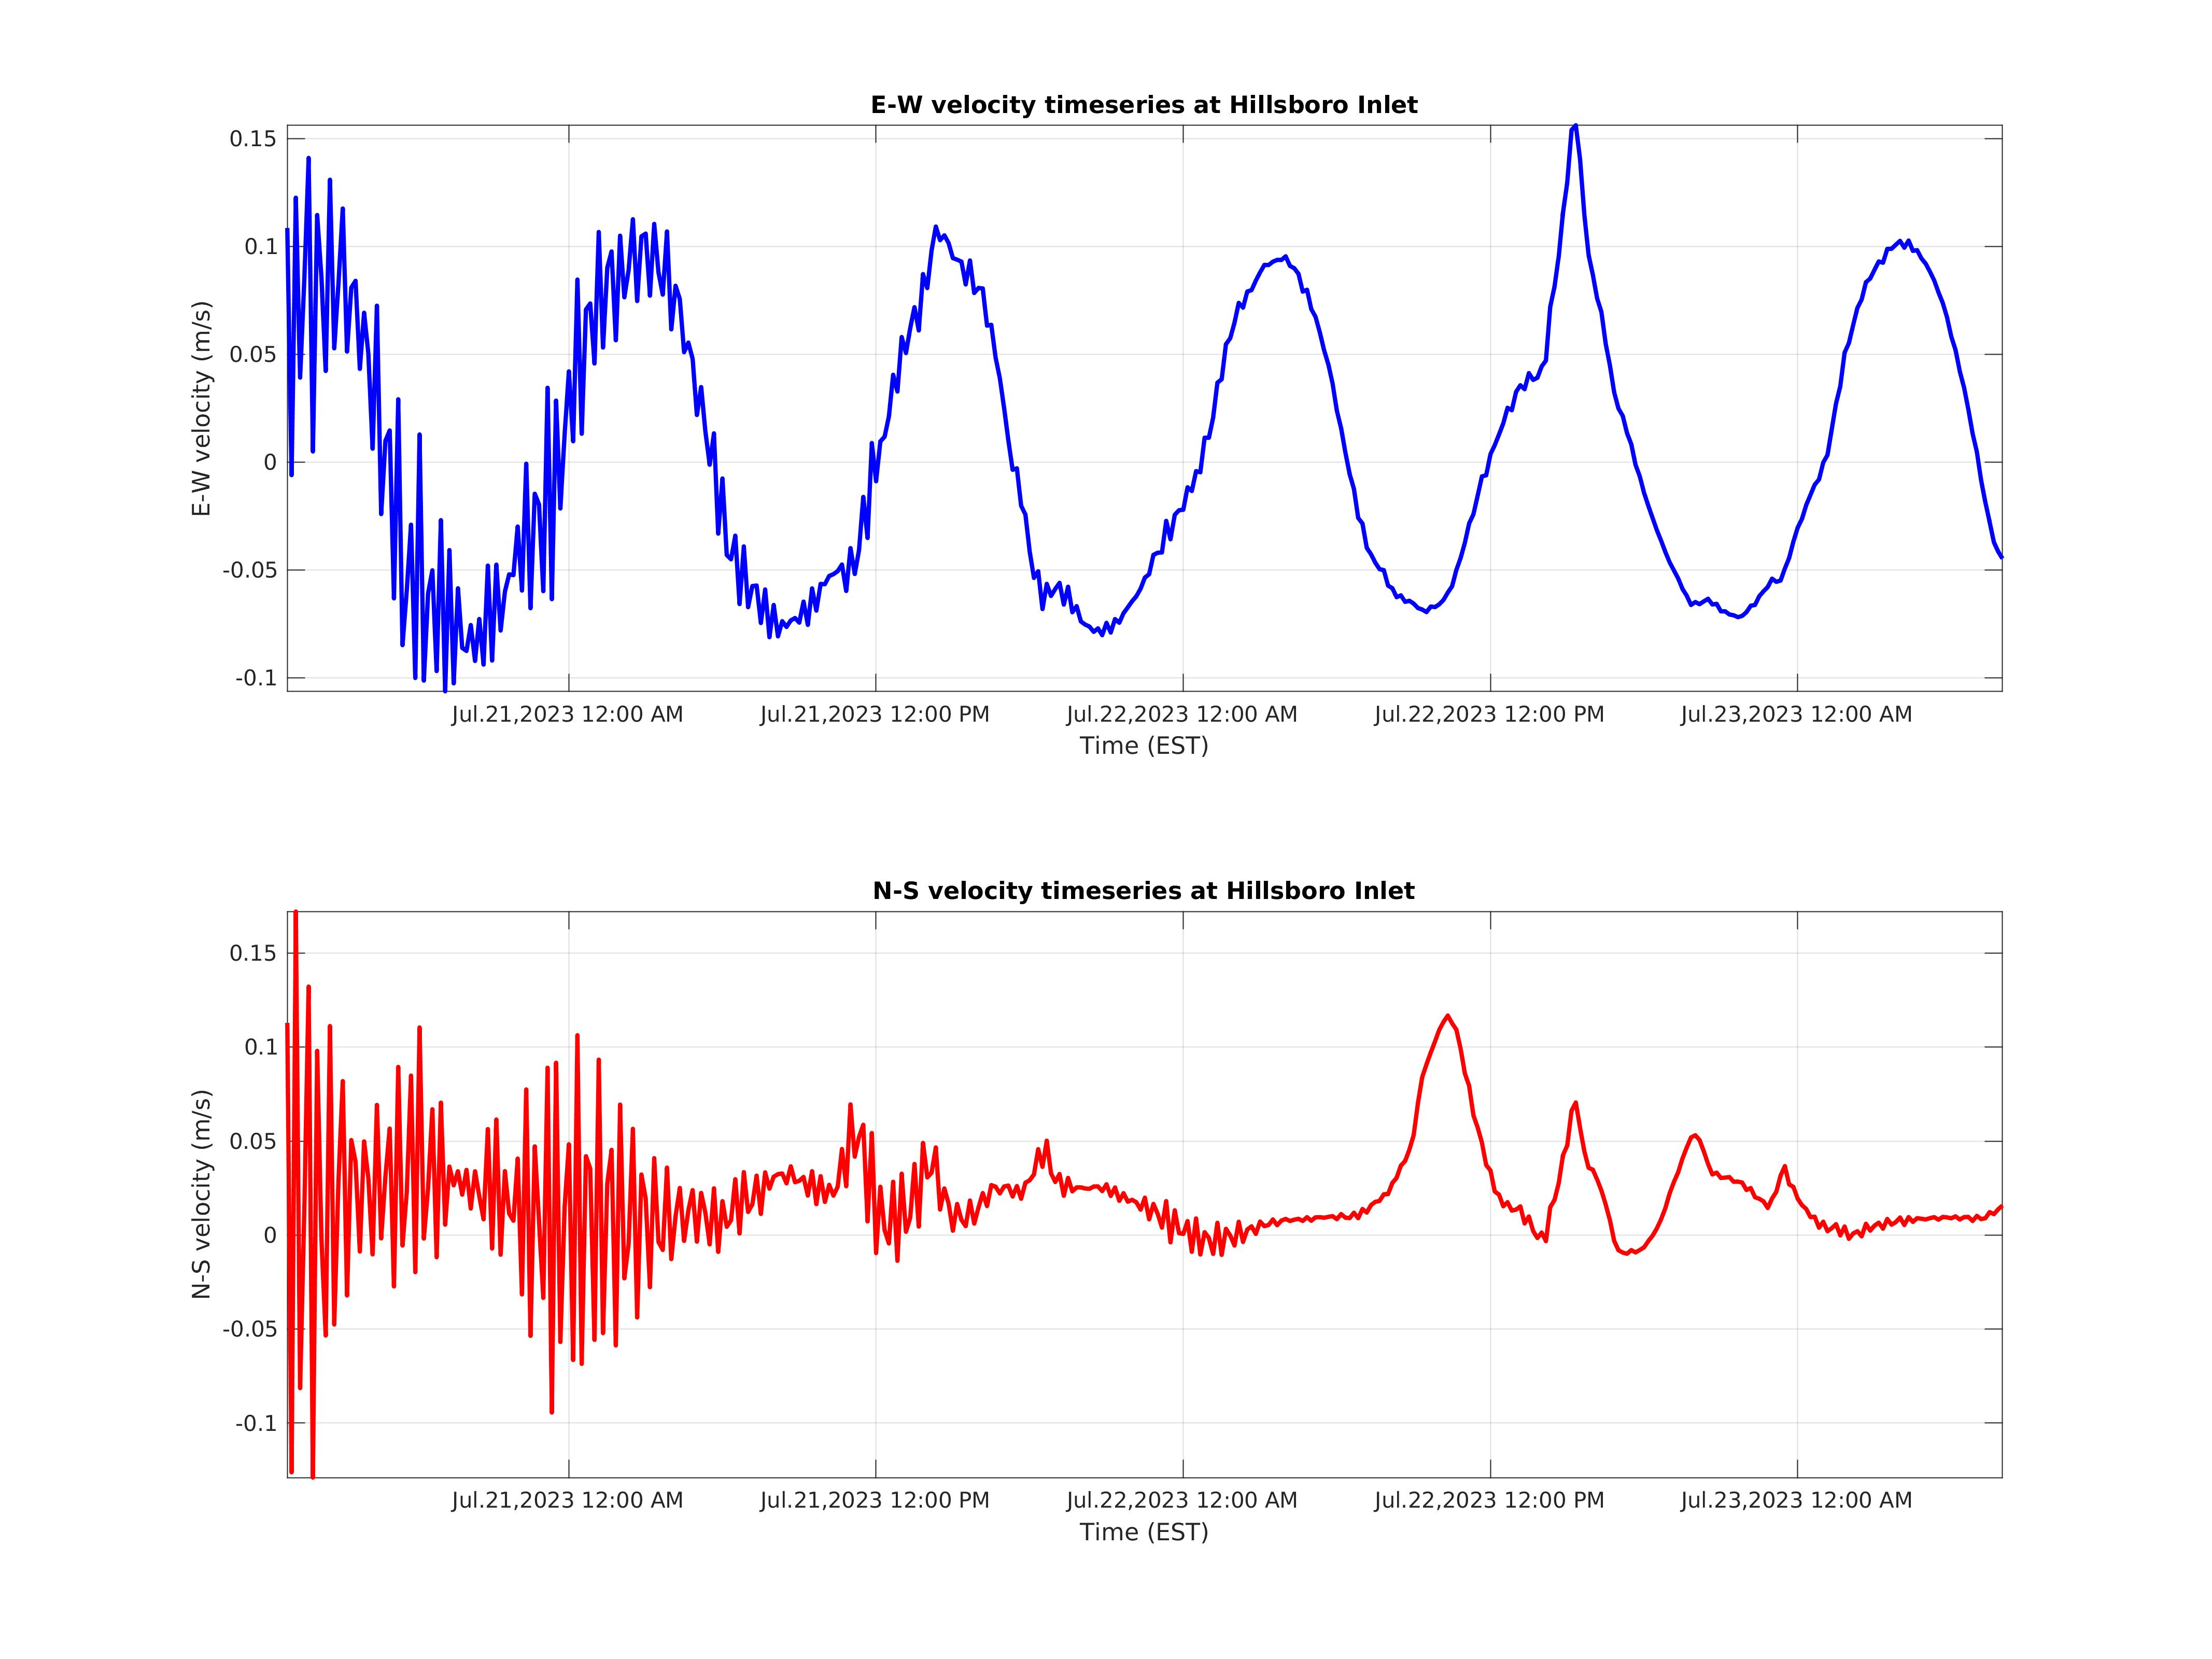 E-W velocity timeseries at Hillsboro Inlet
0.15
0.1
0.05
0
-0.05
-0.1
E-W velocity (m/s)
Jul.21,2023 12:00 AM Jul.21,2023 12:00 PM Jul.22,2023 12:00 AM Jul.22,2023 12:00 PM Jul.23,2023 12:00 AM
Time (EST)
N-S velocity timeseries at Hillsboro Inlet
0.15
0.1
0.05
0
-0.05
-0.1
N-S velocity (m/s)
Jul.21,2023 12:00 AM Jul.21,2023 12:00 PM Jul.22,2023 12:00 AM Jul.22,2023 12:00 PM Jul.23,2023 12:00 AM
Time (EST)